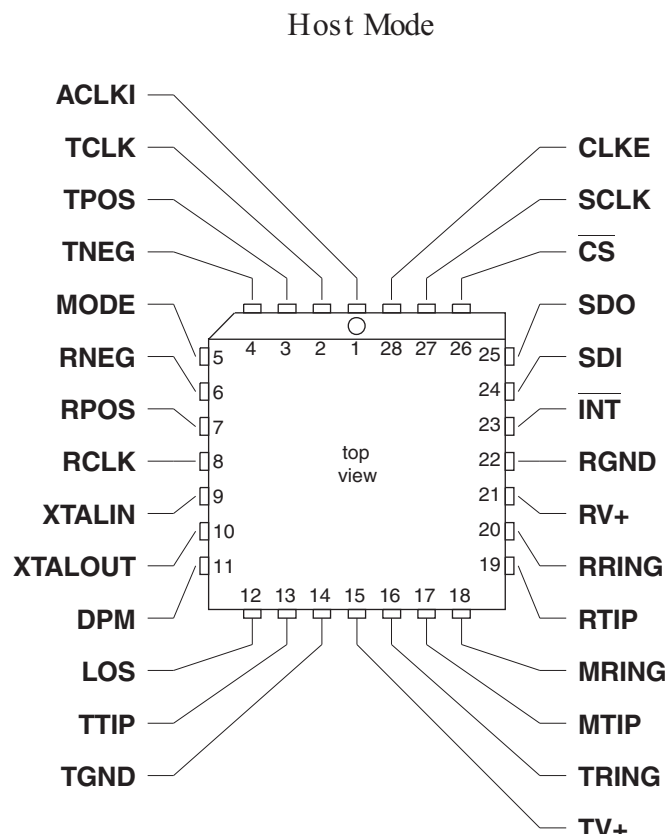 Host Mode
ACLKI
TCLK
TPOS
TNEG
MODE
RNEG
RPOS
RCLK
XTALIN
XTALOUT
DPM
LOS
TTIP
TGND
CLKE
SCLK
C̅S̅
SDO
SDI
I̅N̅T̅
RGND
RV+
RRING
RTIP
MRING
MTIP
TRING
TV+
4 3 2 1 28 27 26
5
6
7
8
9
10
11
25
24
23
22
21
20
19
top
view
12 13 14 15 16 17 18